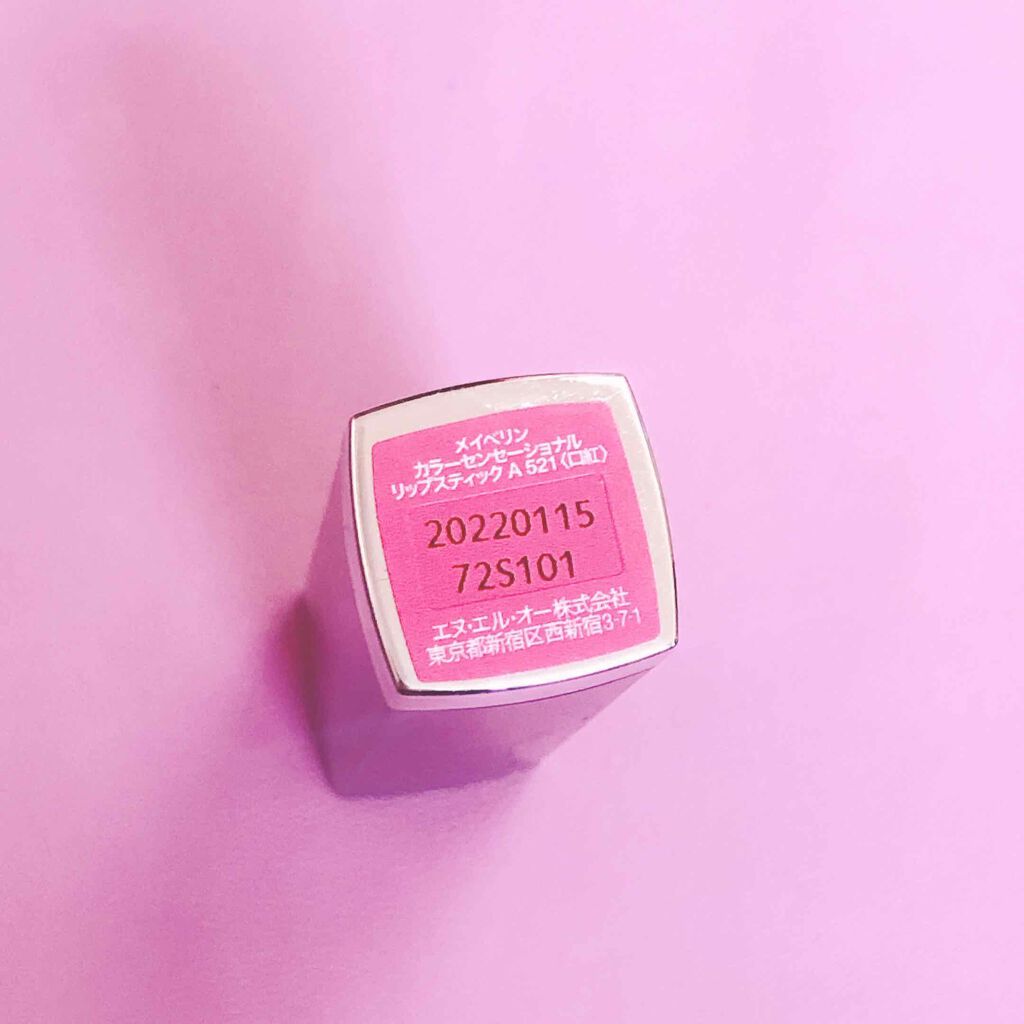 メイベリン
カラーセンセーショナル
リップスティック A 521〈口紅〉
20220115
72S101
エヌ・エル・オー株式会社
東京都新宿区西新宿3-7-1